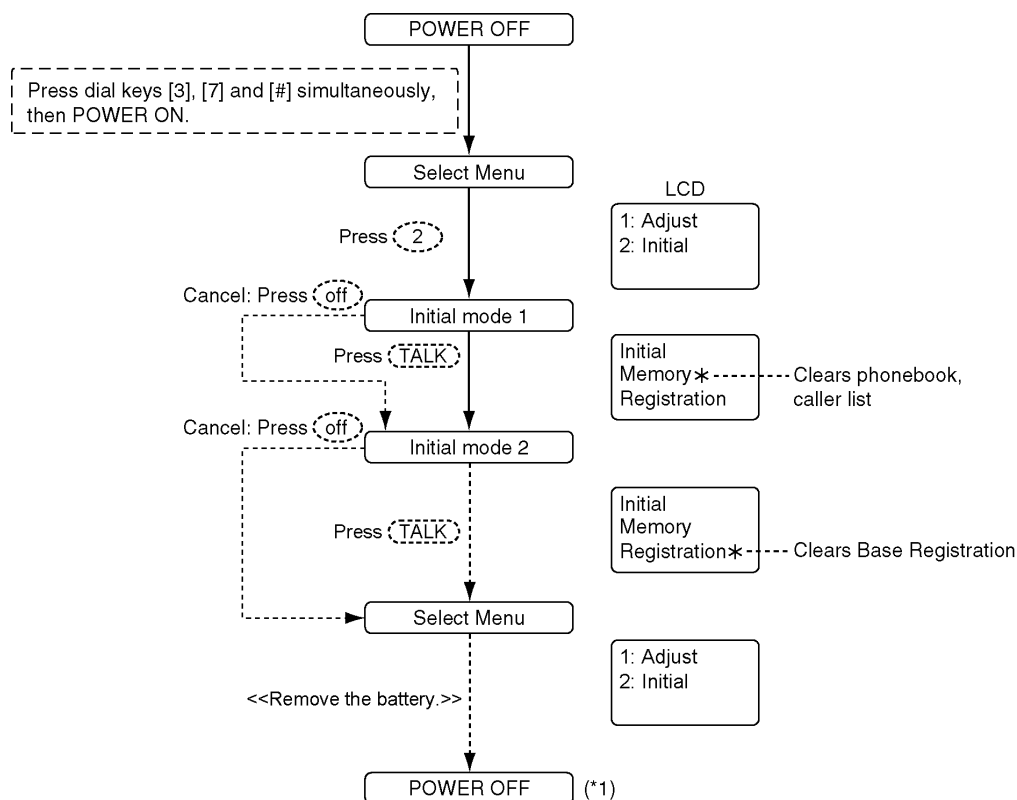 POWER OFF
Press dial keys [3], [7] and [#] simultaneously,
then POWER ON.
Select Menu
LCD
1: Adjust
2: Initial
Press 2
Cancel: Press off
Initial mode 1
Press TALK
Initial
Memory* Clears phonebook,
Registration caller list
Cancel: Press off
Initial mode 2
Initial
Memory
Registration* Clears Base Registration
Press TALK
Select Menu
1: Adjust
2: Initial
<<Remove the battery.>>
POWER OFF (*1)